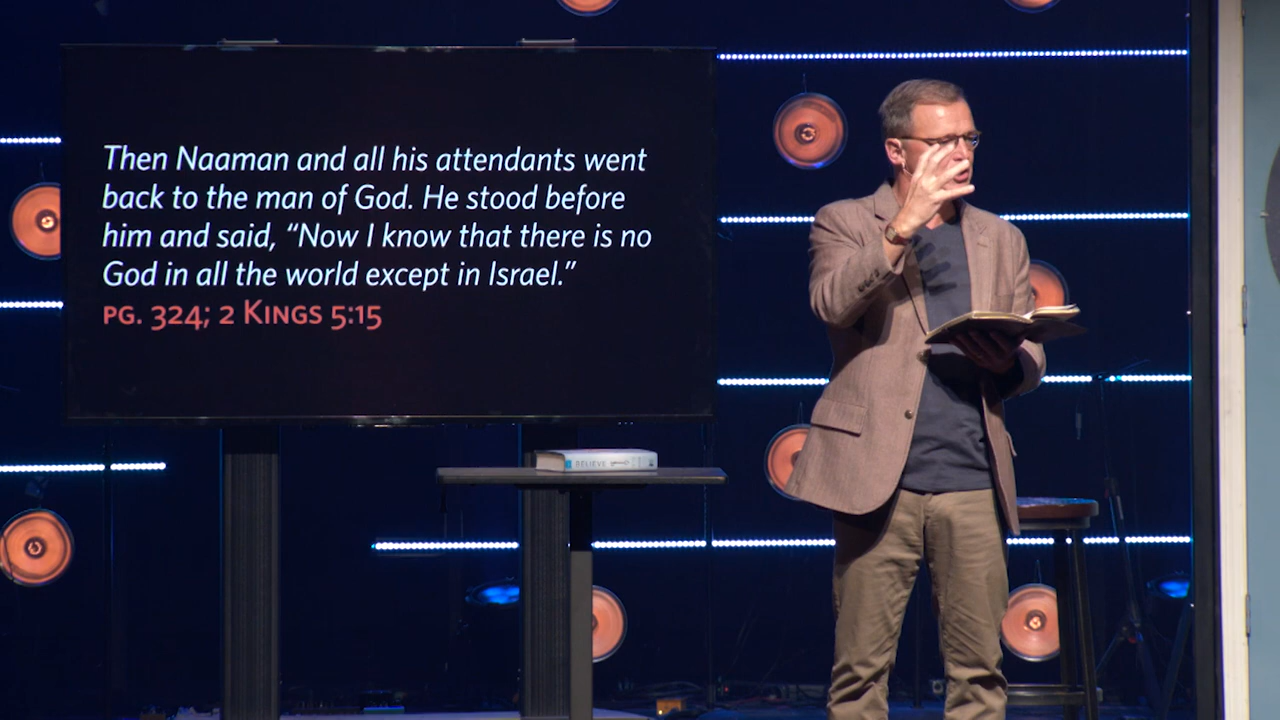 Then Naaman and all his attendants went
back to the man of God. He stood before
him and said, “Now I know that there is no
God in all the world except in Israel.”
PG. 324; 2 KINGS 5:15
BELIEVE